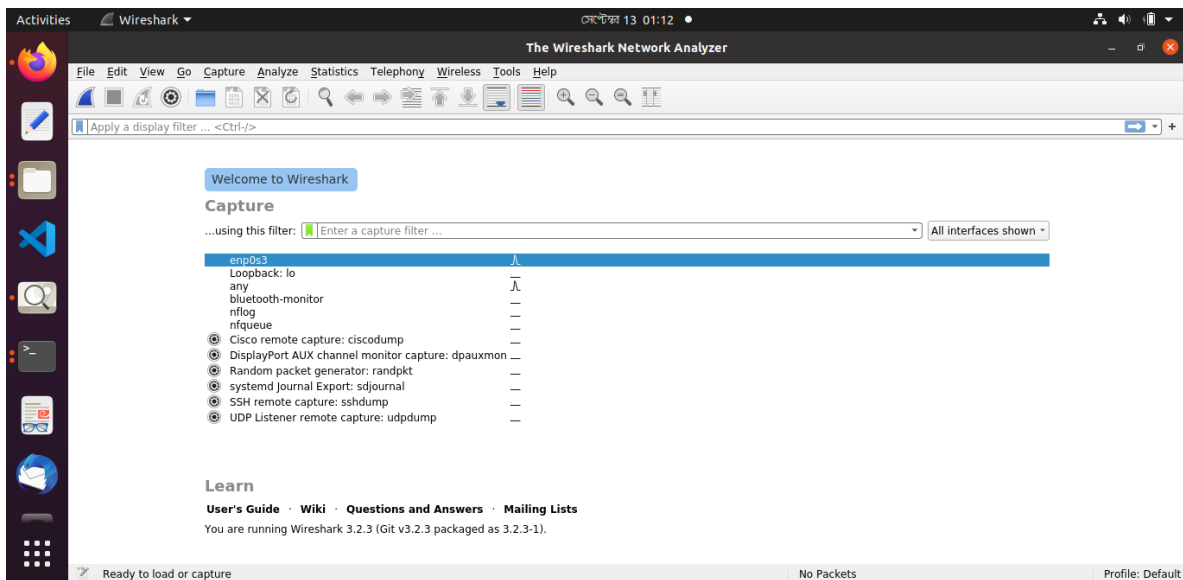 Activities Wireshark সেপ্টেম্বর 13 01:12
The Wireshark Network Analyzer
File Edit View Go Capture Analyze Statistics Telephony Wireless Tools Help
Apply a display filter ... <Ctrl-/> +
Welcome to Wireshark
Capture
...using this filter: Enter a capture filter ... All interfaces shown
enp0s3
Loopback: lo
any
bluetooth-monitor
nflog
nfqueue
Cisco remote capture: ciscodump
DisplayPort AUX channel monitor capture: dpauxmon
Random packet generator: randpkt
systemd Journal Export: sdjournal
SSH remote capture: sshdump
UDP Listener remote capture: udpdump
Learn
User's Guide · Wiki · Questions and Answers · Mailing Lists
You are running Wireshark 3.2.3 (Git v3.2.3 packaged as 3.2.3-1).
Ready to load or capture No Packets Profile: Default